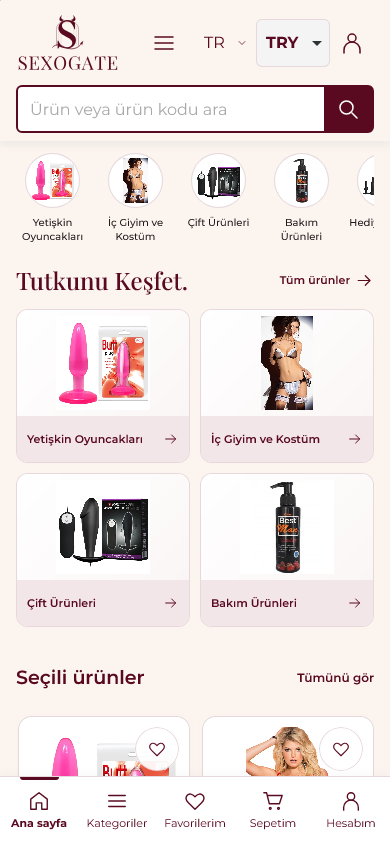 SEXOGATE
TR
TRY
Ürün veya ürün kodu ara
Yetişkin
Oyuncakları
İç Giyim ve
Kostüm
Çift Ürünleri
Bakım
Ürünleri
Tutkunu Keşfet.
Tüm ürünler
Yetişkin Oyuncakları
İç Giyim ve Kostüm
Best
Man
Çift Ürünleri
Bakım Ürünleri
Seçili ürünler
Tümünü gör
Ana sayfa
Kategoriler
Favorilerim
Sepetim
Hesabım